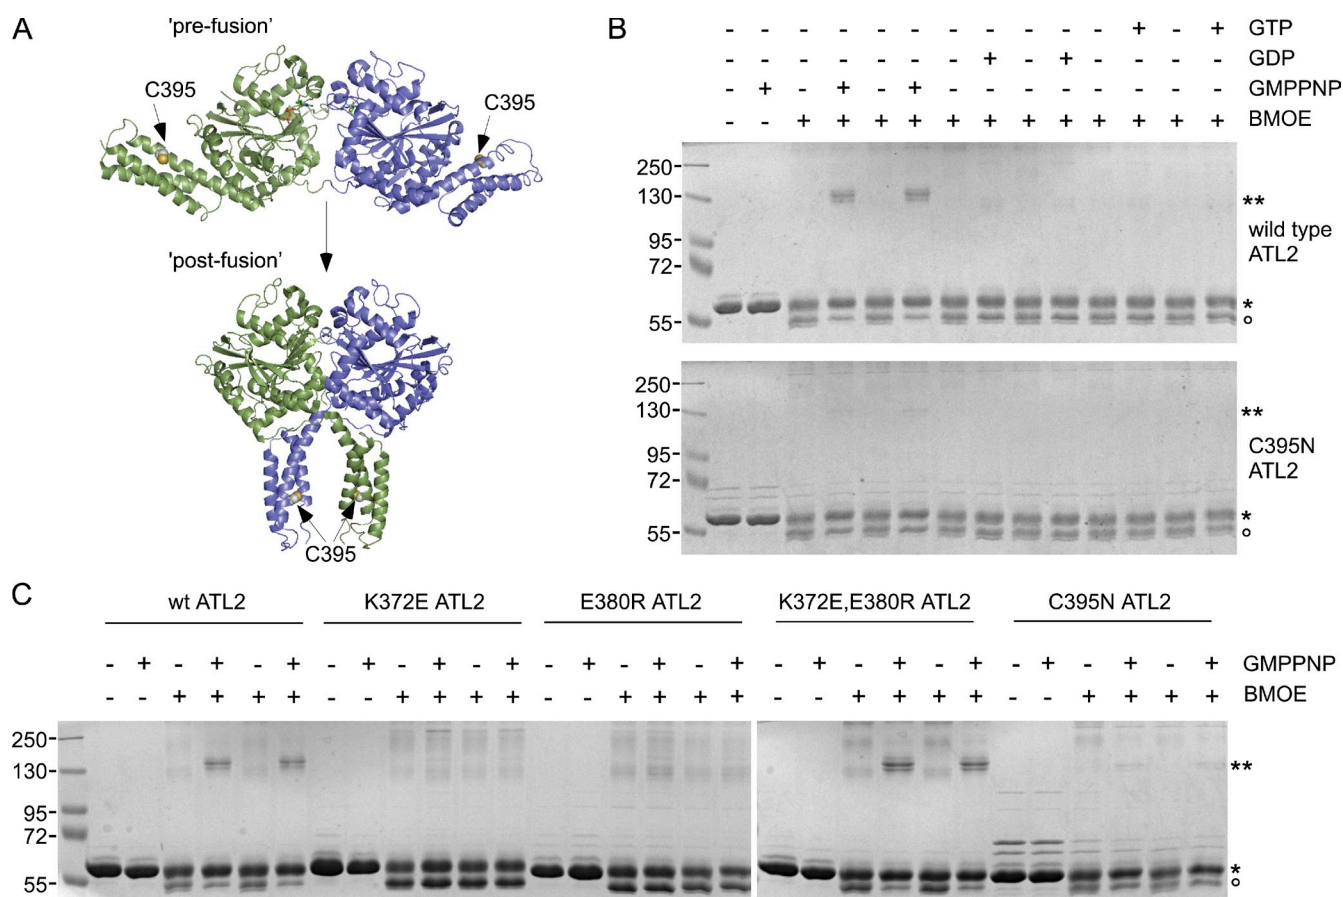 A
'pre-fusion'
C395
C395
'post-fusion'
C395
B
- - - - - - - - - - - + - + GTP
- - - - - - - + - + - - - - GDP
- + - + - + - - - - - - - - GMPPNP
- - + + + + + + + + + + + + BMOE
250-
130-
95-
72-
55-
**
wild type
ATL2
*
°
250-
130-
95-
72-
55-
**
C395N
ATL2
*
°
C
wt ATL2 K372E ATL2 E380R ATL2 K372E,E380R ATL2 C395N ATL2
- + - + - + - + - + - + - + - + - + - + - + - + - + - + - + GMPPNP
- - + + + + - - + + + + - - + + + + - - + + + + - - + + + + BMOE
250-
130-
95-
72-
55-
**
*
°